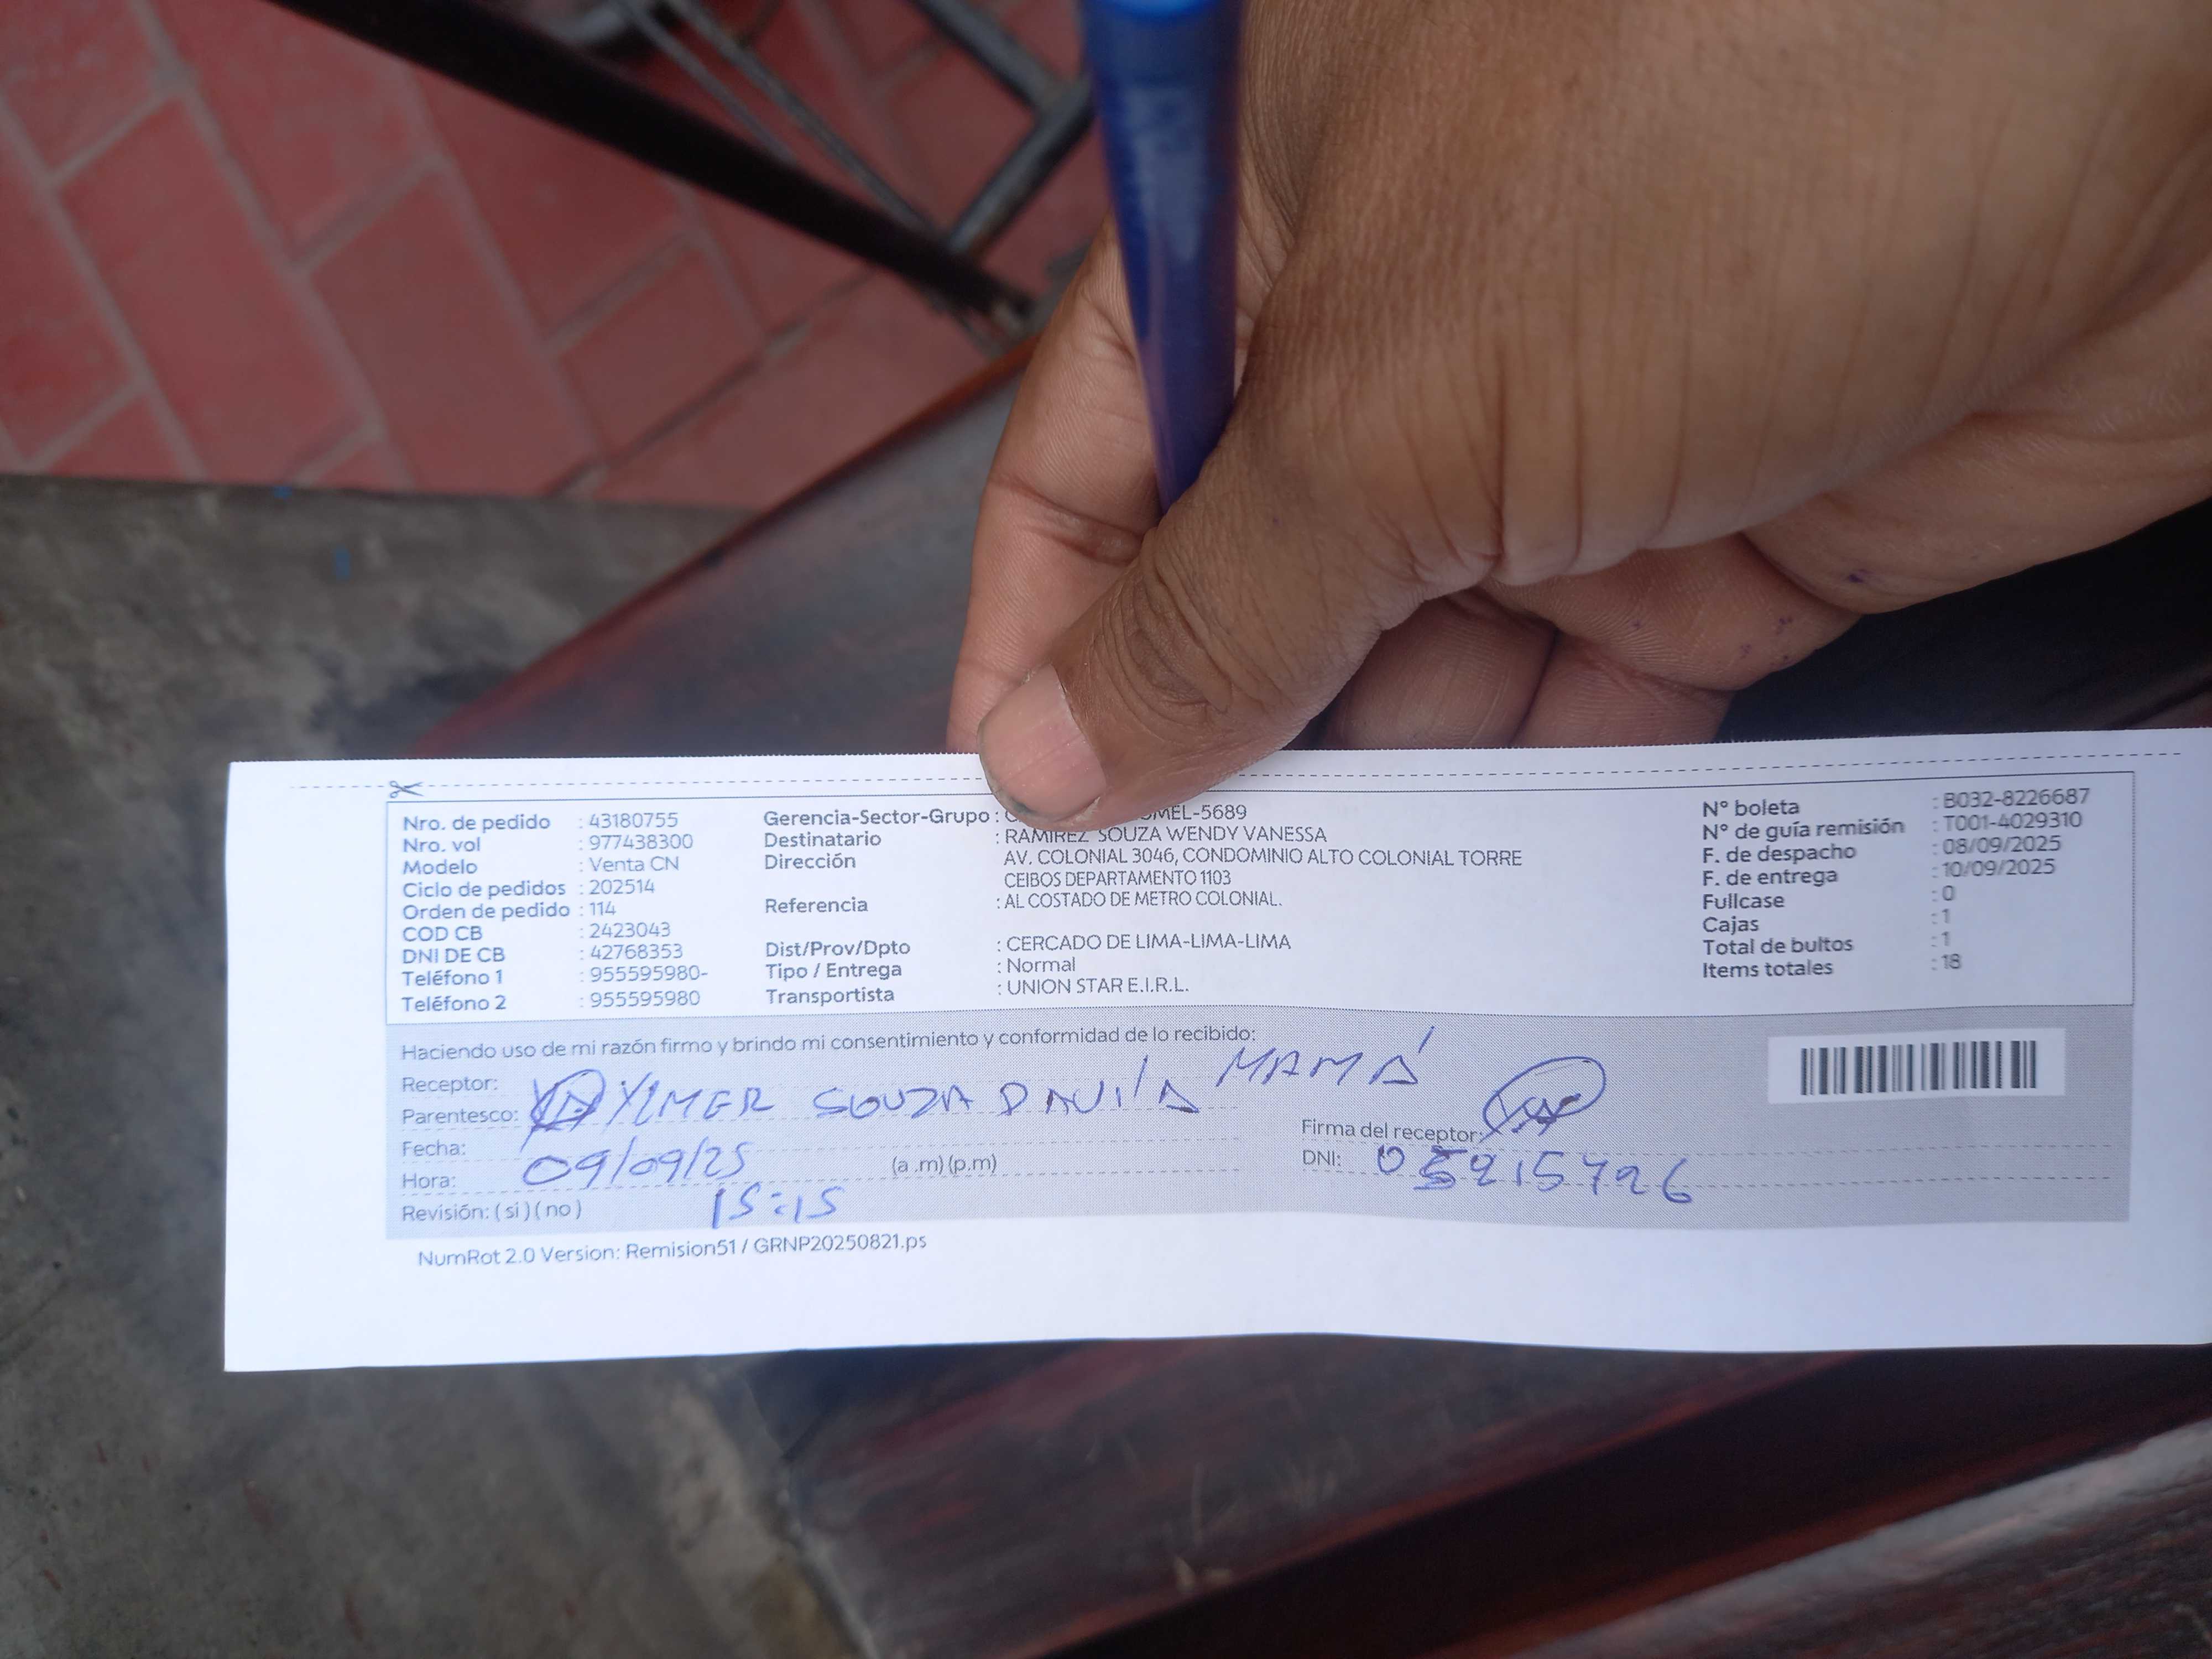 Nro. de pedido : 43180755
Nro. vol : 977438300
Modelo : Venta CN
Ciclo de pedidos : 202514
Orden de pedido : 114
COD CB : 2423043
DNI DE CB : 42768353
Teléfono 1 : 955595980-
Teléfono 2 : 955595980
Gerencia-Sector-Grupo : MEL-5689
Destinatario : RAMIREZ SOUZA WENDY VANESSA
Dirección AV. COLONIAL 3046, CONDOMINIO ALTO COLONIAL TORRE
CEIBOS DEPARTAMENTO 1103
Referencia : AL COSTADO DE METRO COLONIAL.
Dist/Prov/Dpto : CERCADO DE LIMA-LIMA-LIMA
Tipo / Entrega : Normal
Transportista : UNION STAR E.I.R.L.
N° boleta : B032-8226687
N° de guía remisión : T001-4029310
F. de despacho : 08/09/2025
F. de entrega : 10/09/2025
Fullcase : 0
Cajas : 1
Total de bultos : 1
Items totales : 18
Haciendo uso de mi razón firmo y brindo mi consentimiento y conformidad de lo recibido:
Receptor:
Parentesco: YLMER SOUZA DAVILA MAMÁ
Fecha: 09/09/25
Hora: 15:15 (a .m) (p.m)
Revisión: ( si ) ( no )
Firma del receptor:
DNI:
NumRot 2.0 Version: Remision51 / GRNP20250821.ps